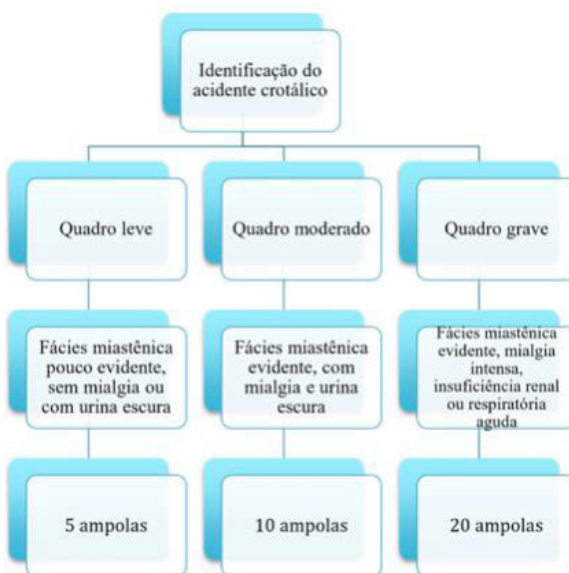 Identificação do
acidente crotálico
Quadro leve
Quadro moderado
Quadro grave
Fácies miastênica
pouco evidente,
sem mialgia ou
com urina escura
Fácies miastênica
evidente, com
mialgia e urina
escura
Fácies miastênica
evidente, mialgia
intensa,
insuficiência renal
ou respiratória
aguda
5 ampolas
10 ampolas
20 ampolas